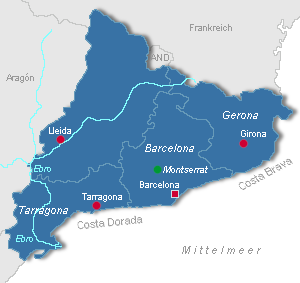 Frankreich
AND.
Aragón
Gerona
Lleida
Girona
Barcelona
Ebro
Montserrat
Costa Brava
Barcelona
Tarragona
Tarragona
Costa Dorada
Ebro
Mittelmeer